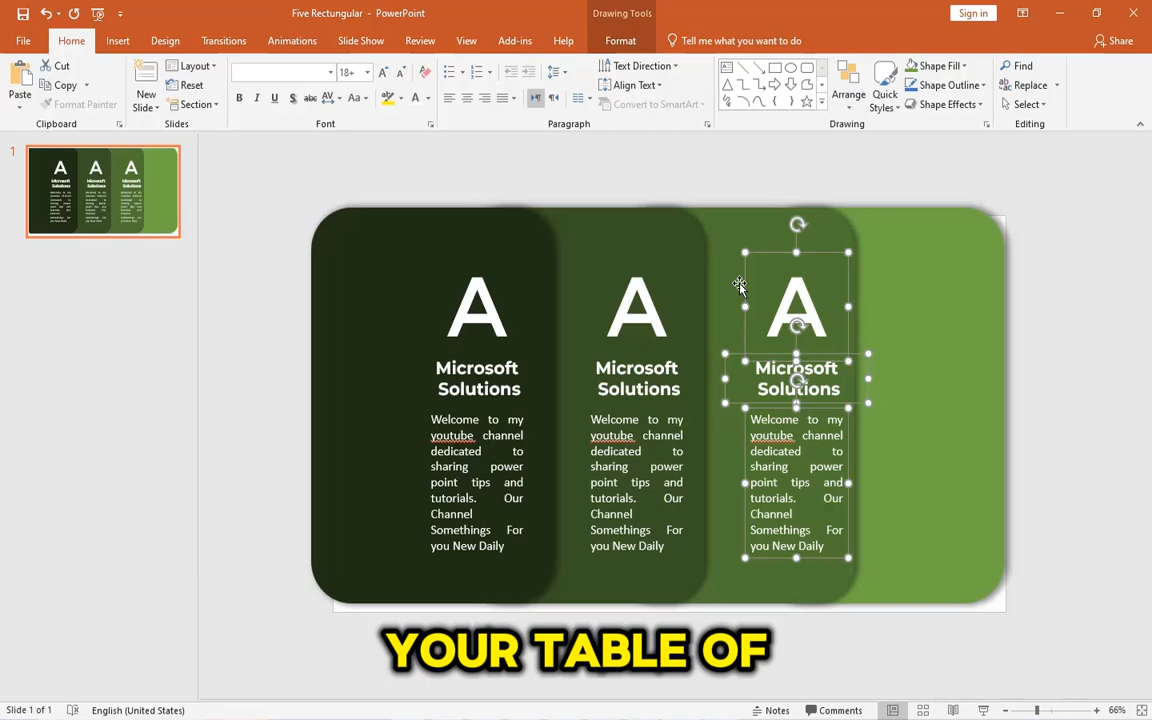 Five Rectangular - PowerPoint
Drawing Tools
Sign in
File
Home
Insert
Design
Transitions
Animations
Slide Show
Review
View
Add-ins
Help
Format
Tell me what you want to do
Share
Paste
Cut
Copy
Format Painter
Clipboard
New
Slide
Layout
Reset
Section
Slides
18+
Font
Text Direction
Align Text
Convert to SmartArt
Paragraph
Arrange
Quick
Styles
Shape Fill
Shape Outline
Shape Effects
Drawing
Find
Replace
Select
Editing
1
A
Microsoft
Solutions
A
Microsoft
Solutions
A
Microsoft
Solutions
A
Microsoft
Solutions
Welcome to my
youtube channel
dedicated to
sharing power
point tips and
tutorials. Our
Channel
Somethings For
you New Daily
A
Microsoft
Solutions
Welcome to my
youtube channel
dedicated to
sharing power
point tips and
tutorials. Our
Channel
Somethings For
you New Daily
A
Microsoft
Solutions
Welcome to my
youtube channel
dedicated to
sharing power
point tips and
tutorials. Our
Channel
Somethings For
you New Daily
YOUR TABLE OF
Slide 1 of 1
English (United States)
Notes
Comments
66%